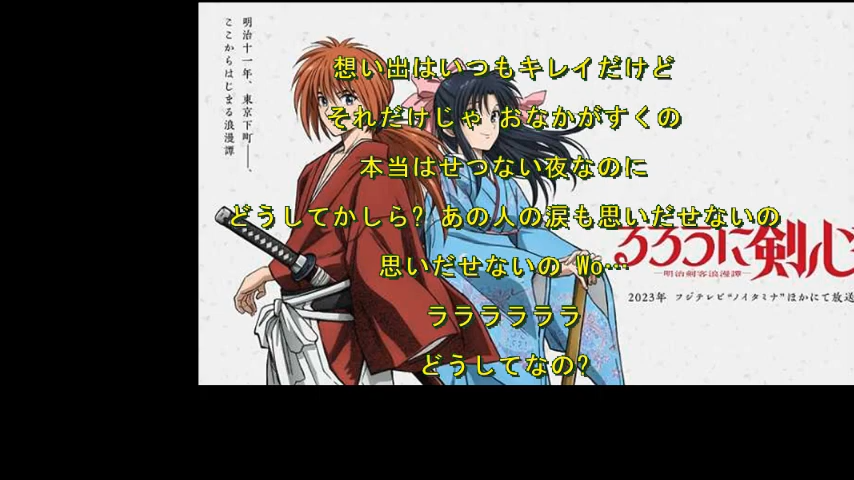 明治十一年、東京下町――、
ここからはじまる浪漫譚
想い出はいつもキレイだけど
それだけじゃ おなかがすくの
本当はせつない夜なのに
どうしてかしら? あの人の涙も思いだせないの
思いだせないの Wo…
ララララララ
どうしてなの?
るろうに剣心
―明治剣客浪漫譚―
2023年 フジテレビ"ノイタミナ"ほかにて放送